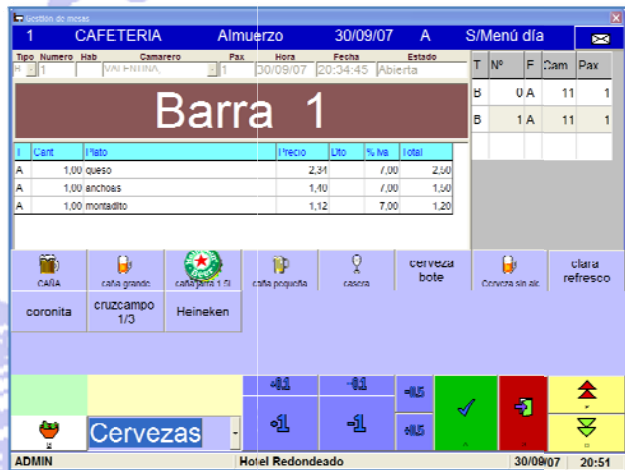 Gestión de mesas
1 CAFETERIA Almuerzo 30/09/07 A S/Menú día
Tipo Numero Hab Camarero Pax Hora Fecha Estado
B 1 VALENTINA, 1 30/09/07 20:34:45 Abierta
T Nº F Cam Pax
B 0 A 11 1
B 1 A 11 1
Barra 1
T Cant Plato Precio Dto % Iva Total
A 1,00 queso 2,34 7,00 2,50
A 1,00 anchoas 1,40 7,00 1,50
A 1,00 montadito 1,12 7,00 1,20
CAÑA caña grande caña jarra 1.5l caña pequeña casera cerveza bote Cerveza sin alc clara refresco
coronita cruzcampo 1/3 Heineken
+0.1 -0.1 -0.5
+1 -1 +0.5
Cervezas
ADMIN Hotel Redondeado 30/09/07 20:51